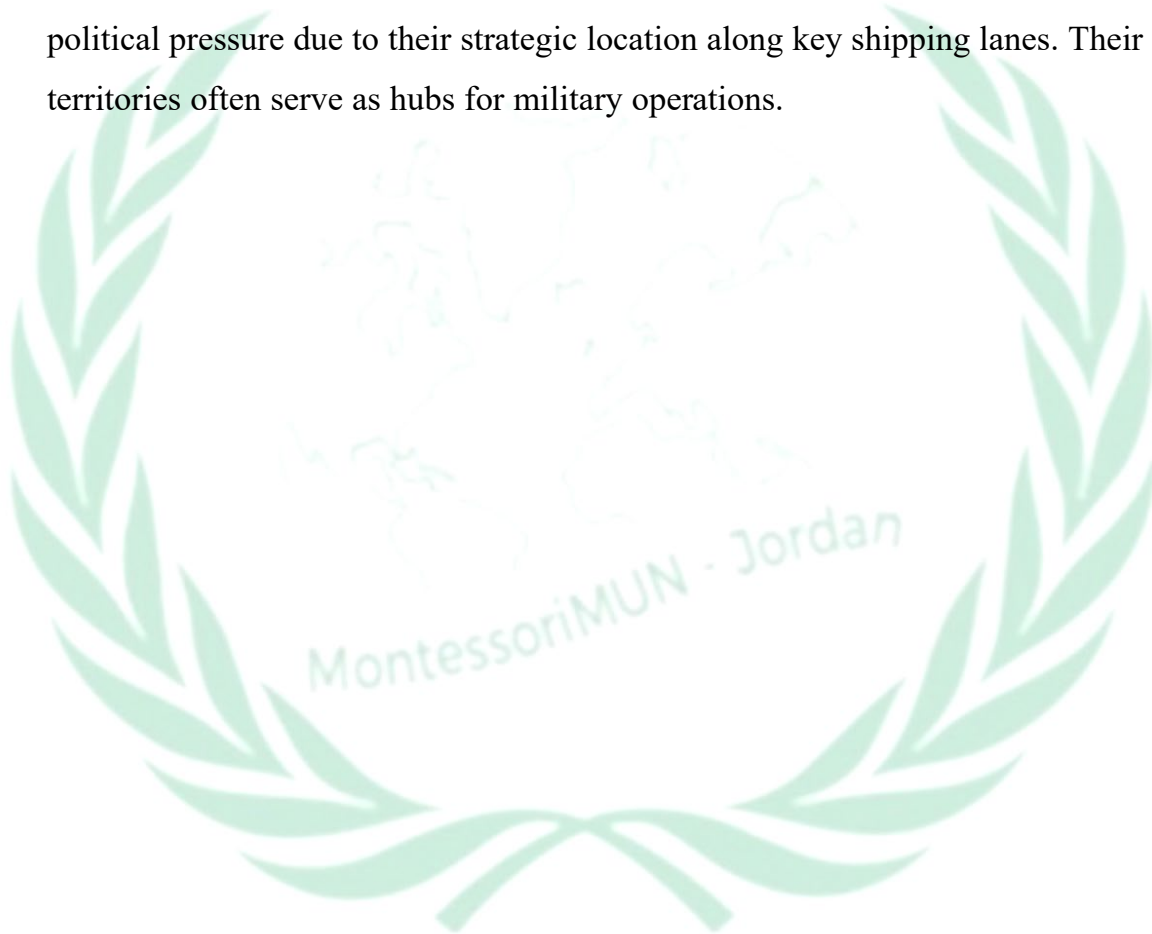 political pressure due to their strategic location along key shipping lanes. Their
territories often serve as hubs for military operations.
MontessoriMUN - Jordan